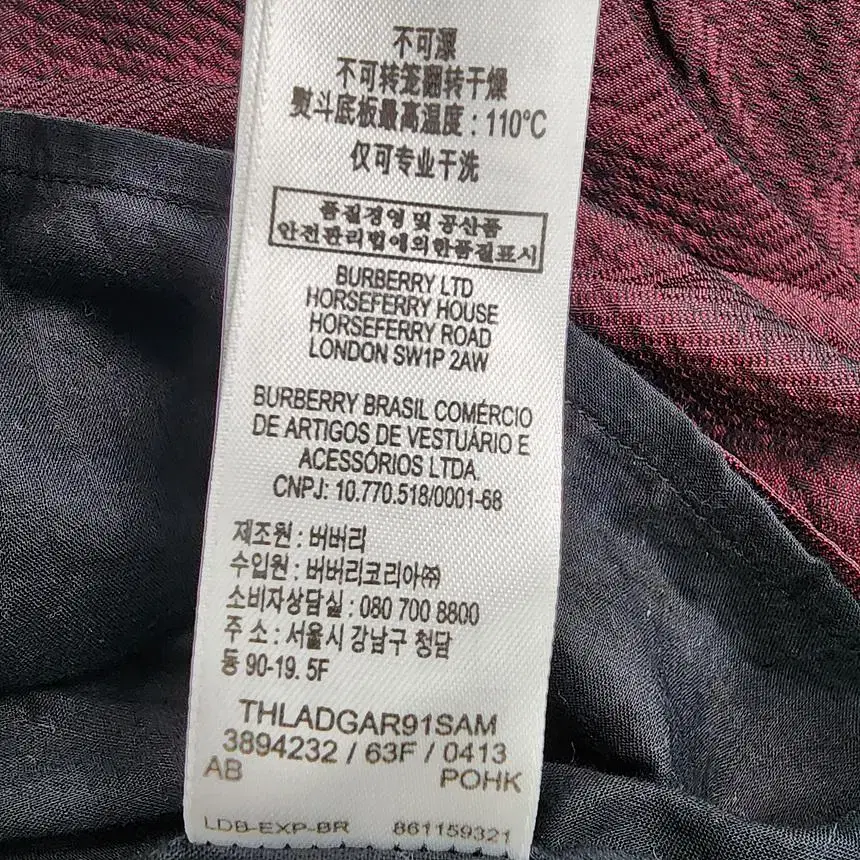 不可漂
不可转笼翻转干燥
熨斗底板最高温度 : 110°C
仅可专业干洗
품질경영 및 공산품
안전관리법에의한품질표시
BURBERRY LTD
HORSEFERRY HOUSE
HORSEFERRY ROAD
LONDON SW1P 2AW
BURBERRY BRASIL COMÉRCIO
DE ARTIGOS DE VESTUÁRIO E
ACESSÓRIOS LTDA.
CNPJ: 10.770.518/0001-68
제조원 : 버버리
수입원 : 버버리코리아㈜
소비자상담실 : 080 700 8800
주 소 : 서울시 강남구 청담
동 90-19. 5F
THLADGAR91SAM
3894232 / 63F / 0413
AB POHK
LDB-EXP-BR 861159321